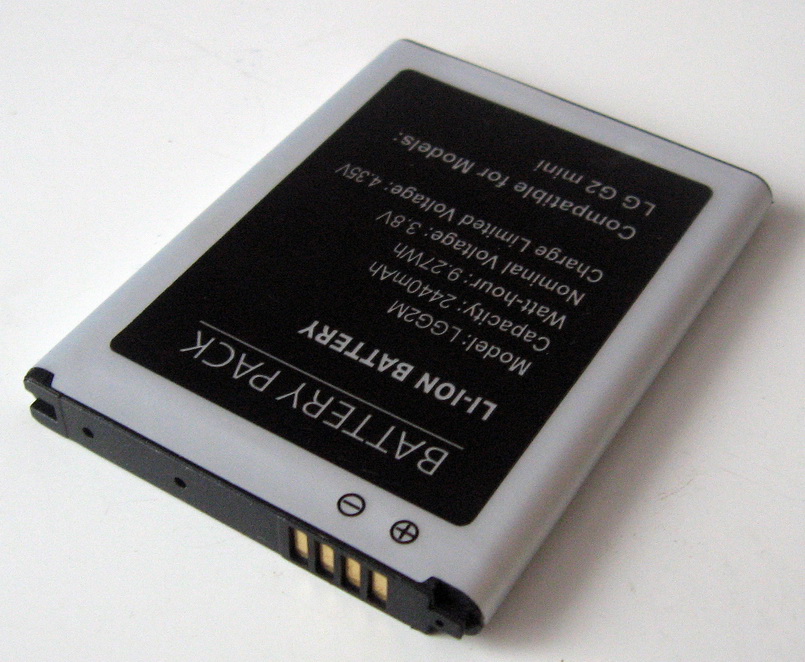 BATTERY PACK
LI-ION BATTERY
Model: LGG2M
Capacity: 2440mAh
Watt-hour: 9.27Wh
Nominal Voltage: 3.8V
Charge Limited Voltage: 4.35V
Compatible for Models:
LG G2 mini
⊕ ⊖